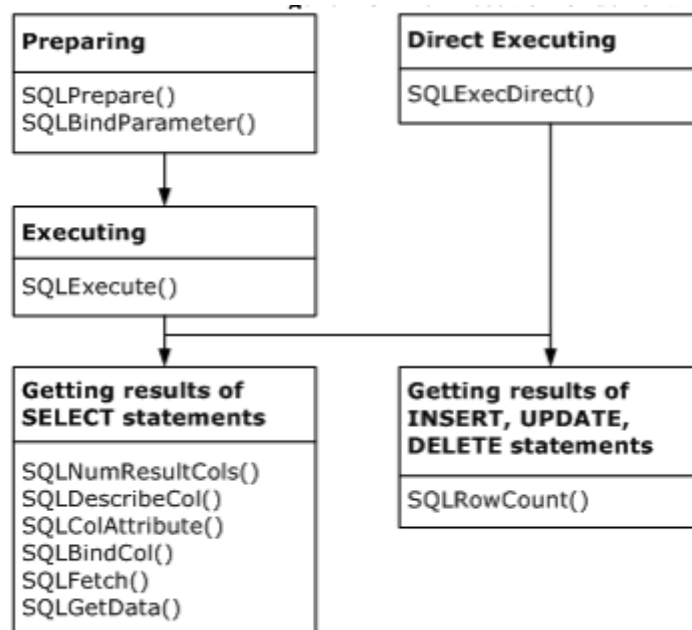 Preparing
SQLPrepare()
SQLBindParameter()
Direct Executing
SQLExecDirect()
Executing
SQLExecute()
Getting results of
SELECT statements
SQLNumResultCols()
SQLDescribeCol()
SQLColAttribute()
SQLBindCol()
SQLFetch()
SQLGetData()
Getting results of
INSERT, UPDATE,
DELETE statements
SQLRowCount()